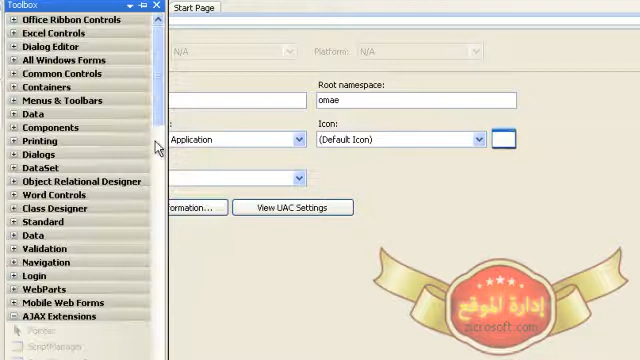 Toolbox
Start Page
Office Ribbon Controls
Excel Controls
Dialog Editor
All Windows Forms
Common Controls
Containers
Menus & Toolbars
Data
Components
Printing
Dialogs
DataSet
Object Relational Designer
Word Controls
Class Designer
Standard
Data
Validation
Navigation
Login
WebParts
Mobile Web Forms
AJAX Extensions
Pointer
ScriptManager
N/A
Platform:
N/A
Root namespace:
omae
Icon:
Application
(Default Icon)
View UAC Settings
إدارة الموقع
zicrosoft.com